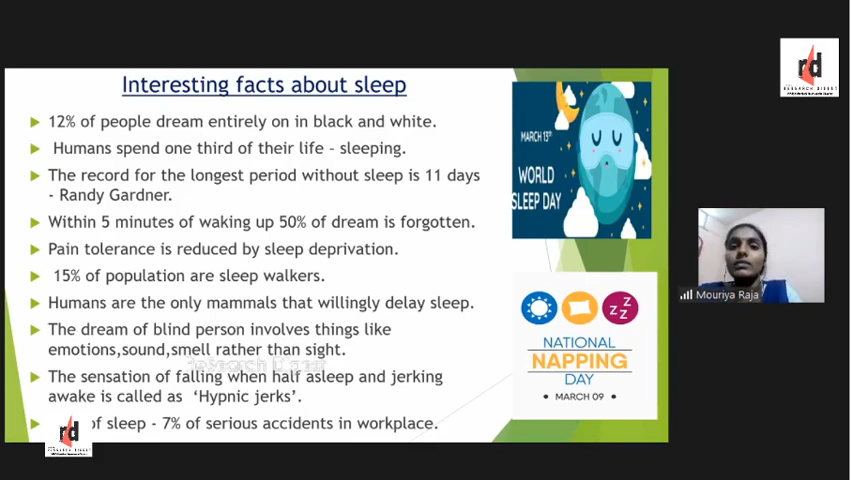 Interesting facts about sleep
12% of people dream entirely on in black and white.
Humans spend one third of their life - sleeping.
The record for the longest period without sleep is 11 days
- Randy Gardner.
Within 5 minutes of waking up 50% of dream is forgotten.
Pain tolerance is reduced by sleep deprivation.
15% of population are sleep walkers.
Humans are the only mammals that willingly delay sleep.
The dream of blind person involves things like
emotions,sound,smell rather than sight.
The sensation of falling when half asleep and jerking
awake is called as 'Hypnic jerks'.
of sleep - 7% of serious accidents in workplace.
MARCH 13th
WORLD
SLEEP DAY
z
z
z
NATIONAL
NAPPING
DAY
• MARCH 09 •
Research Digest
rd
RESEARCH DIGEST
Mouriya Raja
rd
RESEARCH DIGEST